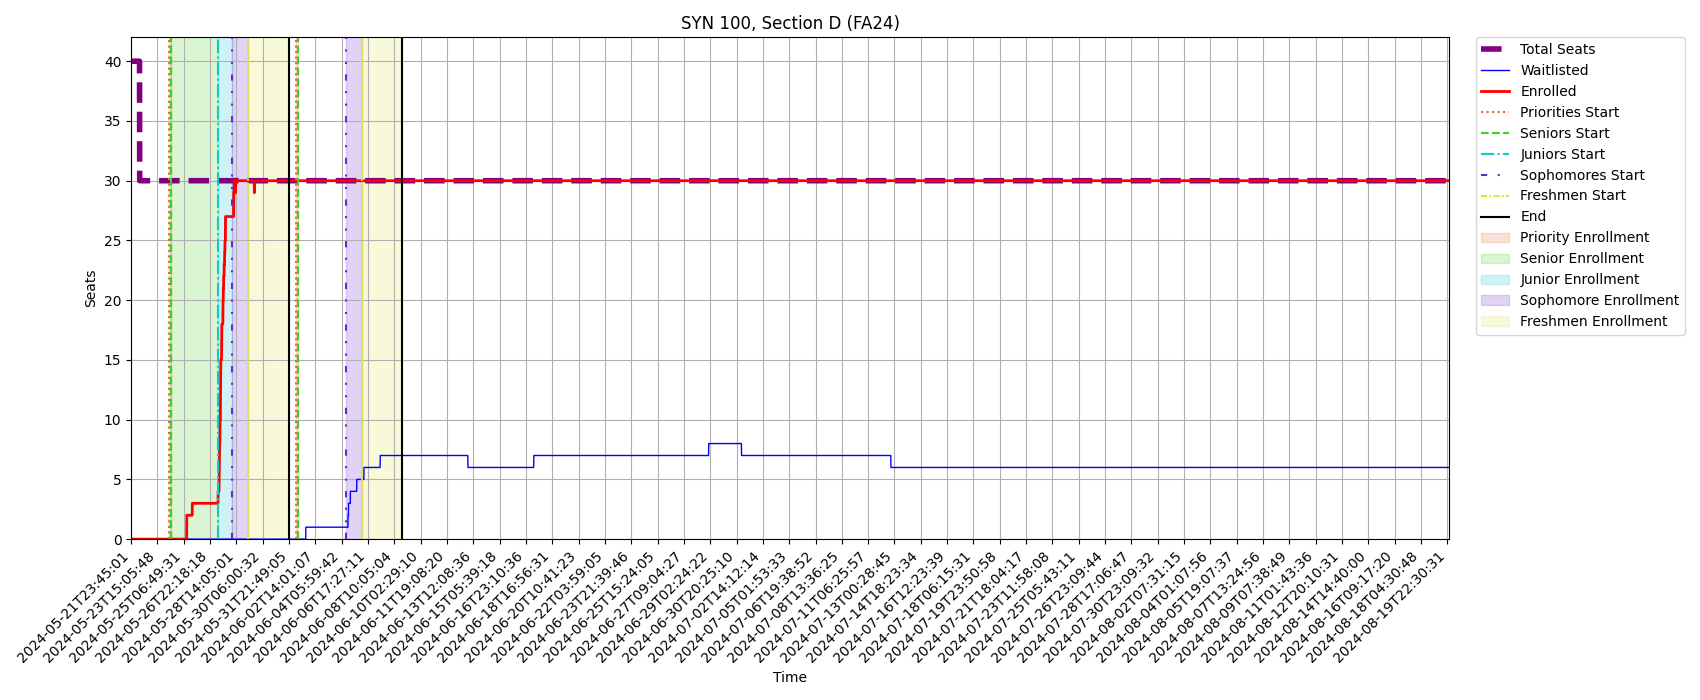 SYN 100, Section D (FA24)
Total Seats
Waitlisted
Enrolled
Priorities Start
Seniors Start
Juniors Start
Sophomores Start
Freshmen Start
End
Priority Enrollment
Senior Enrollment
Junior Enrollment
Sophomore Enrollment
Freshmen Enrollment
Seats
40
35
30
25
20
15
10
5
0
2024-05-21T23:45:01
2024-05-23T15:05:48
2024-05-25T06:49:31
2024-05-26T22:18:18
2024-05-28T14:05:01
2024-05-30T06:00:32
2024-05-31T21:49:05
2024-06-02T14:01:07
2024-06-04T05:59:42
2024-06-06T17:27:11
2024-06-08T10:05:04
2024-06-10T02:29:10
2024-06-11T19:08:20
2024-06-13T12:08:36
2024-06-15T05:39:18
2024-06-16T23:10:36
2024-06-18T16:56:31
2024-06-20T10:41:23
2024-06-22T03:59:05
2024-06-23T21:39:46
2024-06-25T15:24:05
2024-06-27T09:04:27
2024-06-29T02:24:22
2024-06-30T20:25:10
2024-07-02T14:12:14
2024-07-05T01:53:33
2024-07-06T19:38:52
2024-07-08T13:36:25
2024-07-11T06:25:57
2024-07-13T00:28:45
2024-07-14T18:23:34
2024-07-16T12:23:39
2024-07-18T06:15:31
2024-07-19T23:50:58
2024-07-21T18:04:17
2024-07-23T11:58:08
2024-07-25T05:43:11
2024-07-26T23:09:44
2024-07-28T17:06:47
2024-07-30T23:09:32
2024-08-02T07:31:15
2024-08-04T01:07:56
2024-08-05T19:07:37
2024-08-07T13:24:56
2024-08-09T07:38:49
2024-08-11T01:43:36
2024-08-12T20:10:31
2024-08-14T14:40:00
2024-08-16T09:17:20
2024-08-18T04:30:48
2024-08-19T22:30:31
Time